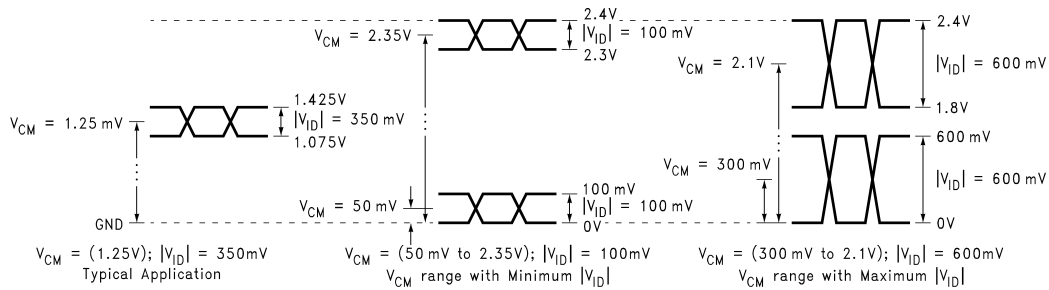 2.4V
V_CM = 2.35V
|V_ID| = 100 mV
2.3V
2.4V
V_CM = 2.1V
|V_ID| = 600 mV
1.8V
1.425V
V_CM = 1.25 mV
|V_ID| = 350 mV
1.075V
600 mV
V_CM = 300 mV
|V_ID| = 600 mV
0V
100 mV
V_CM = 50 mV
|V_ID| = 100 mV
0V
GND
V_CM = (1.25V); |V_ID| = 350mV
Typical Application
V_CM = (50 mV to 2.35V); |V_ID| = 100mV
V_CM range with Minimum |V_ID|
V_CM = (300 mV to 2.1V); |V_ID| = 600mV
V_CM range with Maximum |V_ID|